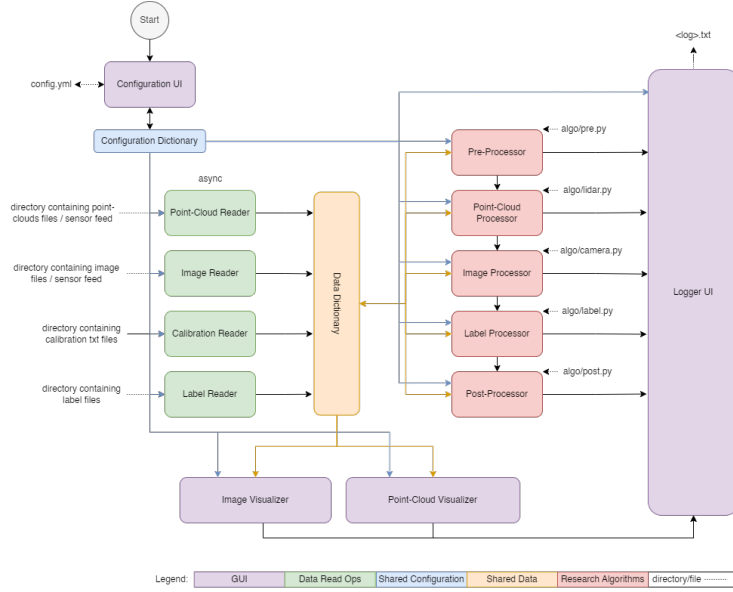 Start
<log>.txt
config.yml
Configuration UI
Configuration Dictionary
algo/pre.py
Pre-Processor
async
directory containing point-
clouds files / sensor feed
Point-Cloud Reader
algo/lidar.py
Point-Cloud
Processor
directory containing image
files / sensor feed
Image Reader
Data Dictionary
algo/camera.py
Image Processor
Logger UI
directory containing
calibration txt files
Calibration Reader
algo/label.py
Label Processor
directory containing
label files
Label Reader
algo/post.py
Post-Processor
Image Visualizer
Point-Cloud Visualizer
Legend:
GUI
Data Read Ops
Shared Configuration
Shared Data
Research Algorithms
directory/file